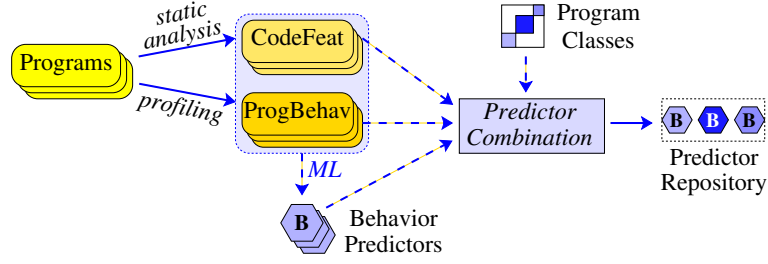 Programs
static
analysis
profiling
CodeFeat
ProgBehav
ML
B
Behavior
Predictors
Program
Classes
Predictor
Combination
B B B
Predictor
Repository